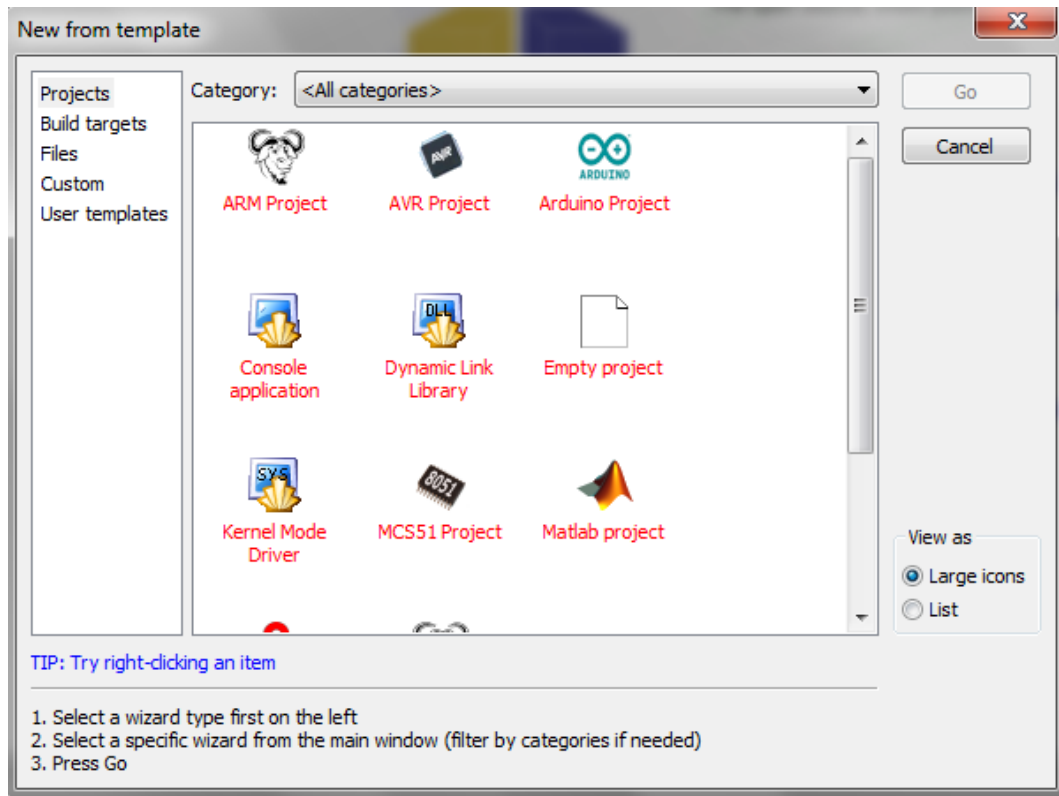 New from template
Projects
Build targets
Files
Custom
User templates
Category:
<All categories>
Go
Cancel
AVR
ARDUINO
ARM Project
AVR Project
Arduino Project
DLL
Console
application
Dynamic Link
Library
Empty project
SYS
8051
Kernel Mode
Driver
MCS51 Project
Matlab project
View as
Large icons
List
TIP: Try right-clicking an item
1. Select a wizard type first on the left
2. Select a specific wizard from the main window (filter by categories if needed)
3. Press Go